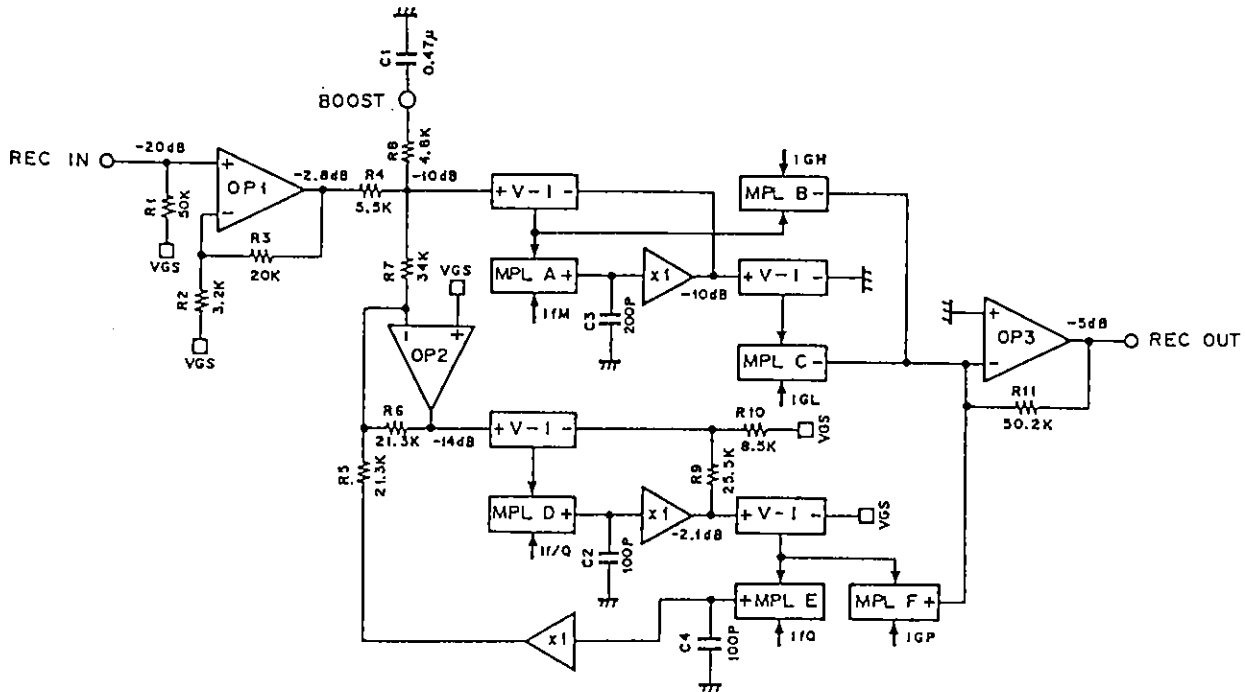 C1
0.47μ
BOOST
R8
4.8K
REC IN
-20dB
+
OP1
-
-2.8dB
R4
5.5K
-10dB
R1
50K
VGS
R3
20K
R2
3.2K
VGS
+ V-I -
IGH
MPL B -
R7
34K
VGS
MPL A +
IfM
C3
200P
x1
-10dB
+ V-I -
MPL C -
IGL
- +
OP2
+
OP3
-
-5dB
REC OUT
R11
50.2K
R6
21.3K
-14dB
+ V-I -
R10
8.5K
VGS
R5
21.3K
R9
25.5K
MPL D +
If/Q
C2
100P
x1
-2.1dB
+ V-I -
VGS
x1
C4
100P
+ MPL E
IfQ
MPL F +
IGP